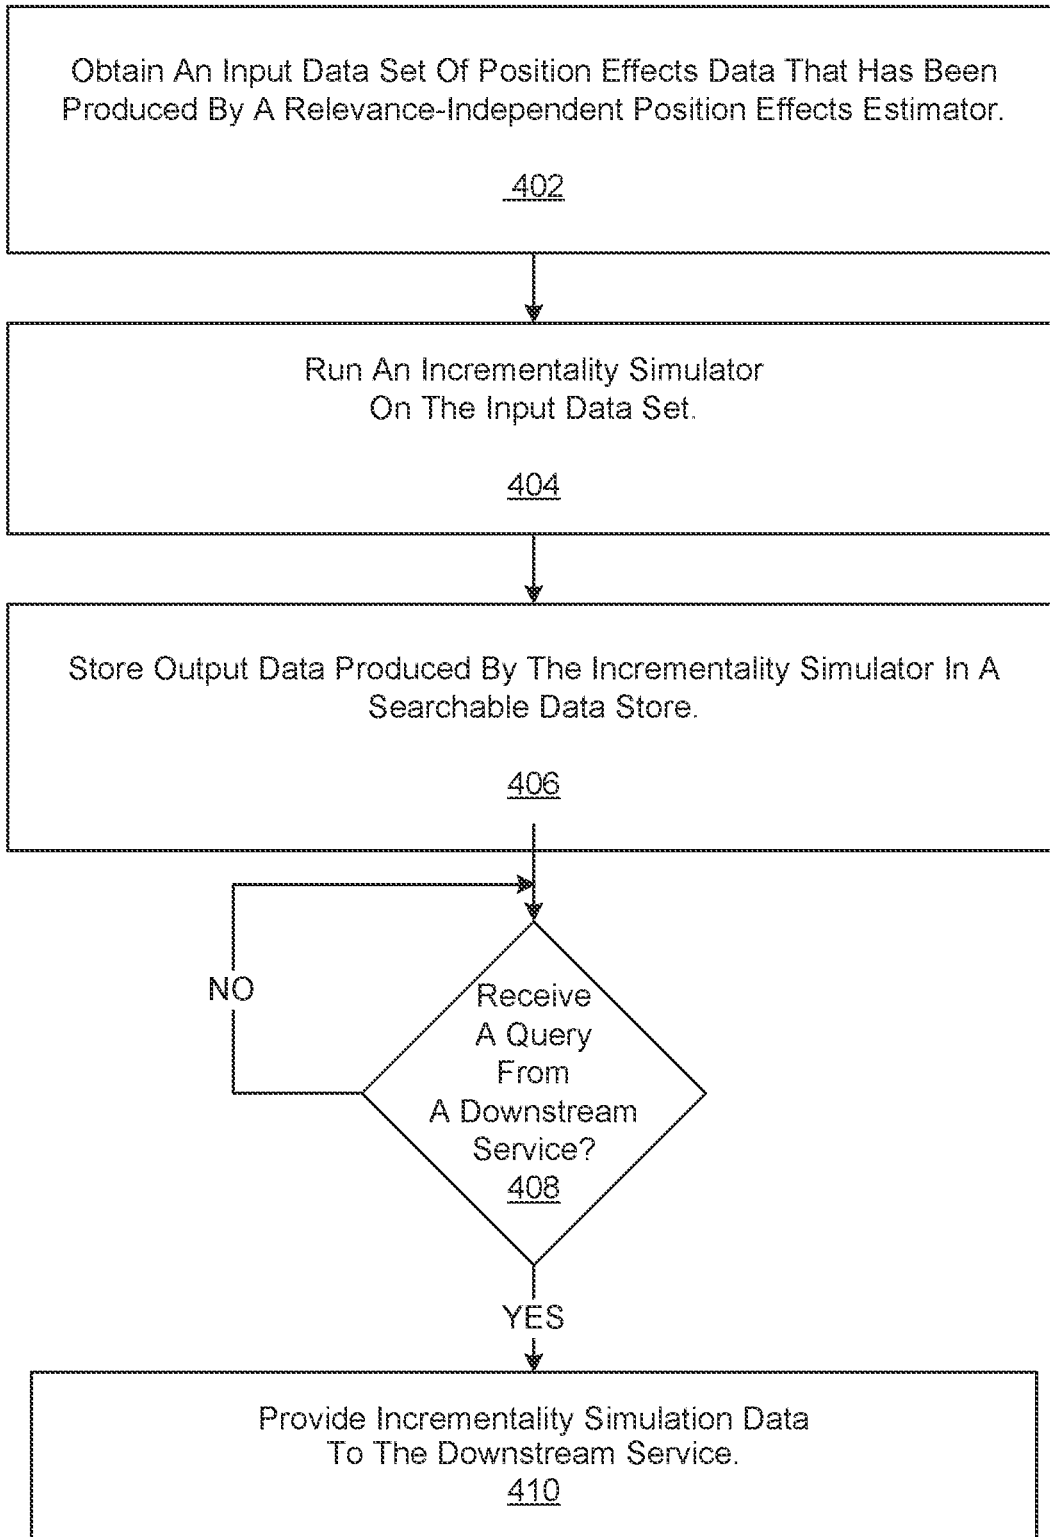 Obtain An Input Data Set Of Position Effects Data That Has Been
Produced By A Relevance-Independent Position Effects Estimator.
402
Run An Incrementality Simulator
On The Input Data Set.
404
Store Output Data Produced By The Incrementality Simulator In A
Searchable Data Store.
406
NO
Receive
A Query
From
A Downstream
Service?
408
YES
Provide Incrementality Simulation Data
To The Downstream Service.
410